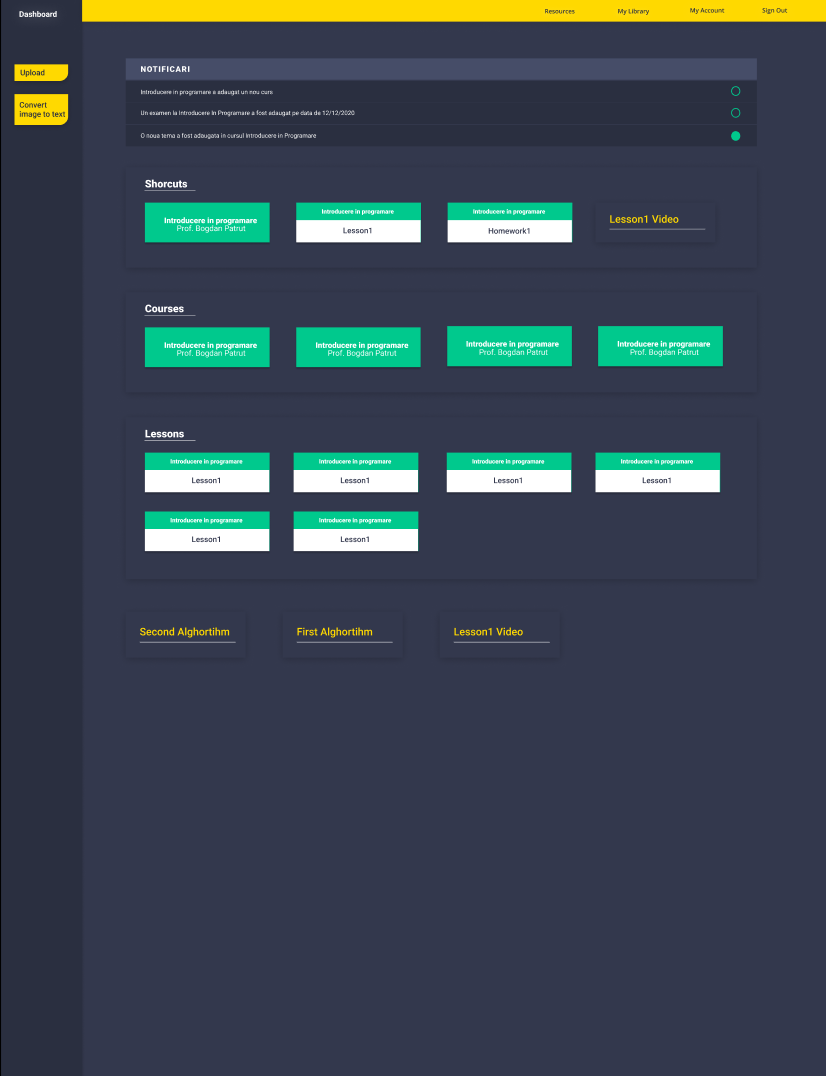 Dashboard
Resources
My Library
My Account
Sign Out
Upload
Convert
image to text
NOTIFICARI
Introducere in programare a adaugat un nou curs
Un examen la Introducere In Programare a fost adaugat pe data de 12/12/2020
O noua tema a fost adaugata in cursul Introducere in Programare
Shorcuts
Introducere in programare
Prof. Bogdan Patrut
Introducere in programare
Lesson1
Introducere in programare
Homework1
Lesson1 Video
Courses
Introducere in programare
Prof. Bogdan Patrut
Introducere in programare
Prof. Bogdan Patrut
Introducere in programare
Prof. Bogdan Patrut
Introducere in programare
Prof. Bogdan Patrut
Lessons
Introducere in programare
Lesson1
Introducere in programare
Lesson1
Introducere in programare
Lesson1
Introducere in programare
Lesson1
Introducere in programare
Lesson1
Introducere in programare
Lesson1
Second Alghortihm
First Alghortihm
Lesson1 Video